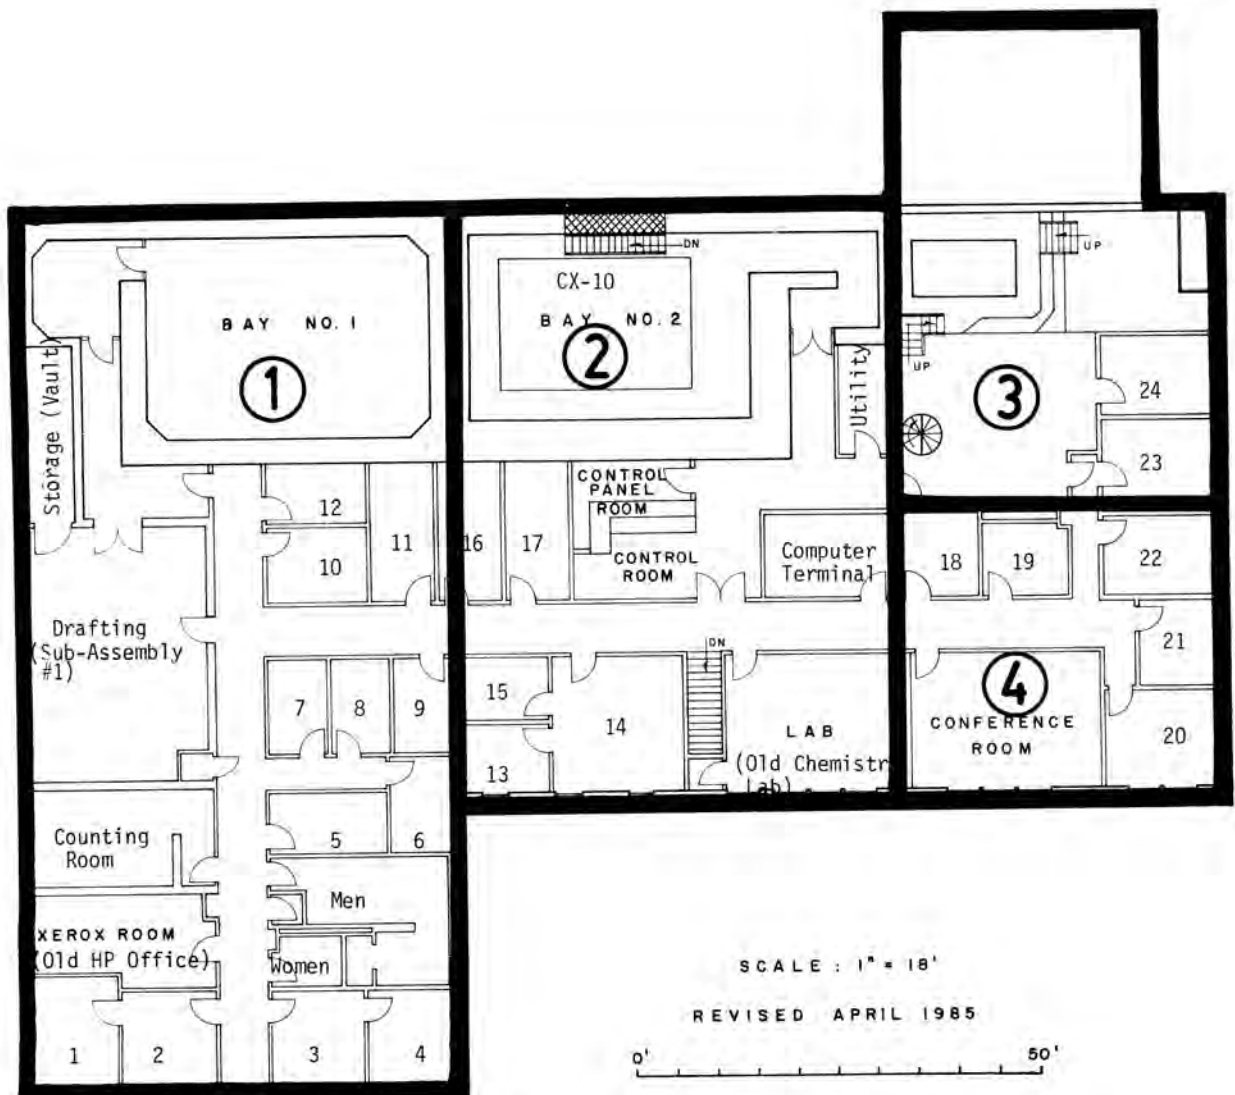 DN
UP
CX-10
BAY NO. 1
BAY NO. 2
1
2
UP
3
Storage (Vault)
Utility
24
23
12
11
16
17
CONTROL
PANEL
ROOM
10
CONTROL
ROOM
Computer
Terminal
18
19
22
Drafting
(Sub-Assembly
#1)
DN
21
7
8
9
15
14
LAB
(Old Chemistr
Lab)
4
CONFERENCE
ROOM
20
13
Counting
Room
5
6
Men
XEROX ROOM
(Old HP Office)
Women
SCALE: 1" = 18'
REVISED APRIL 1985
1
2
3
4
0'
50'